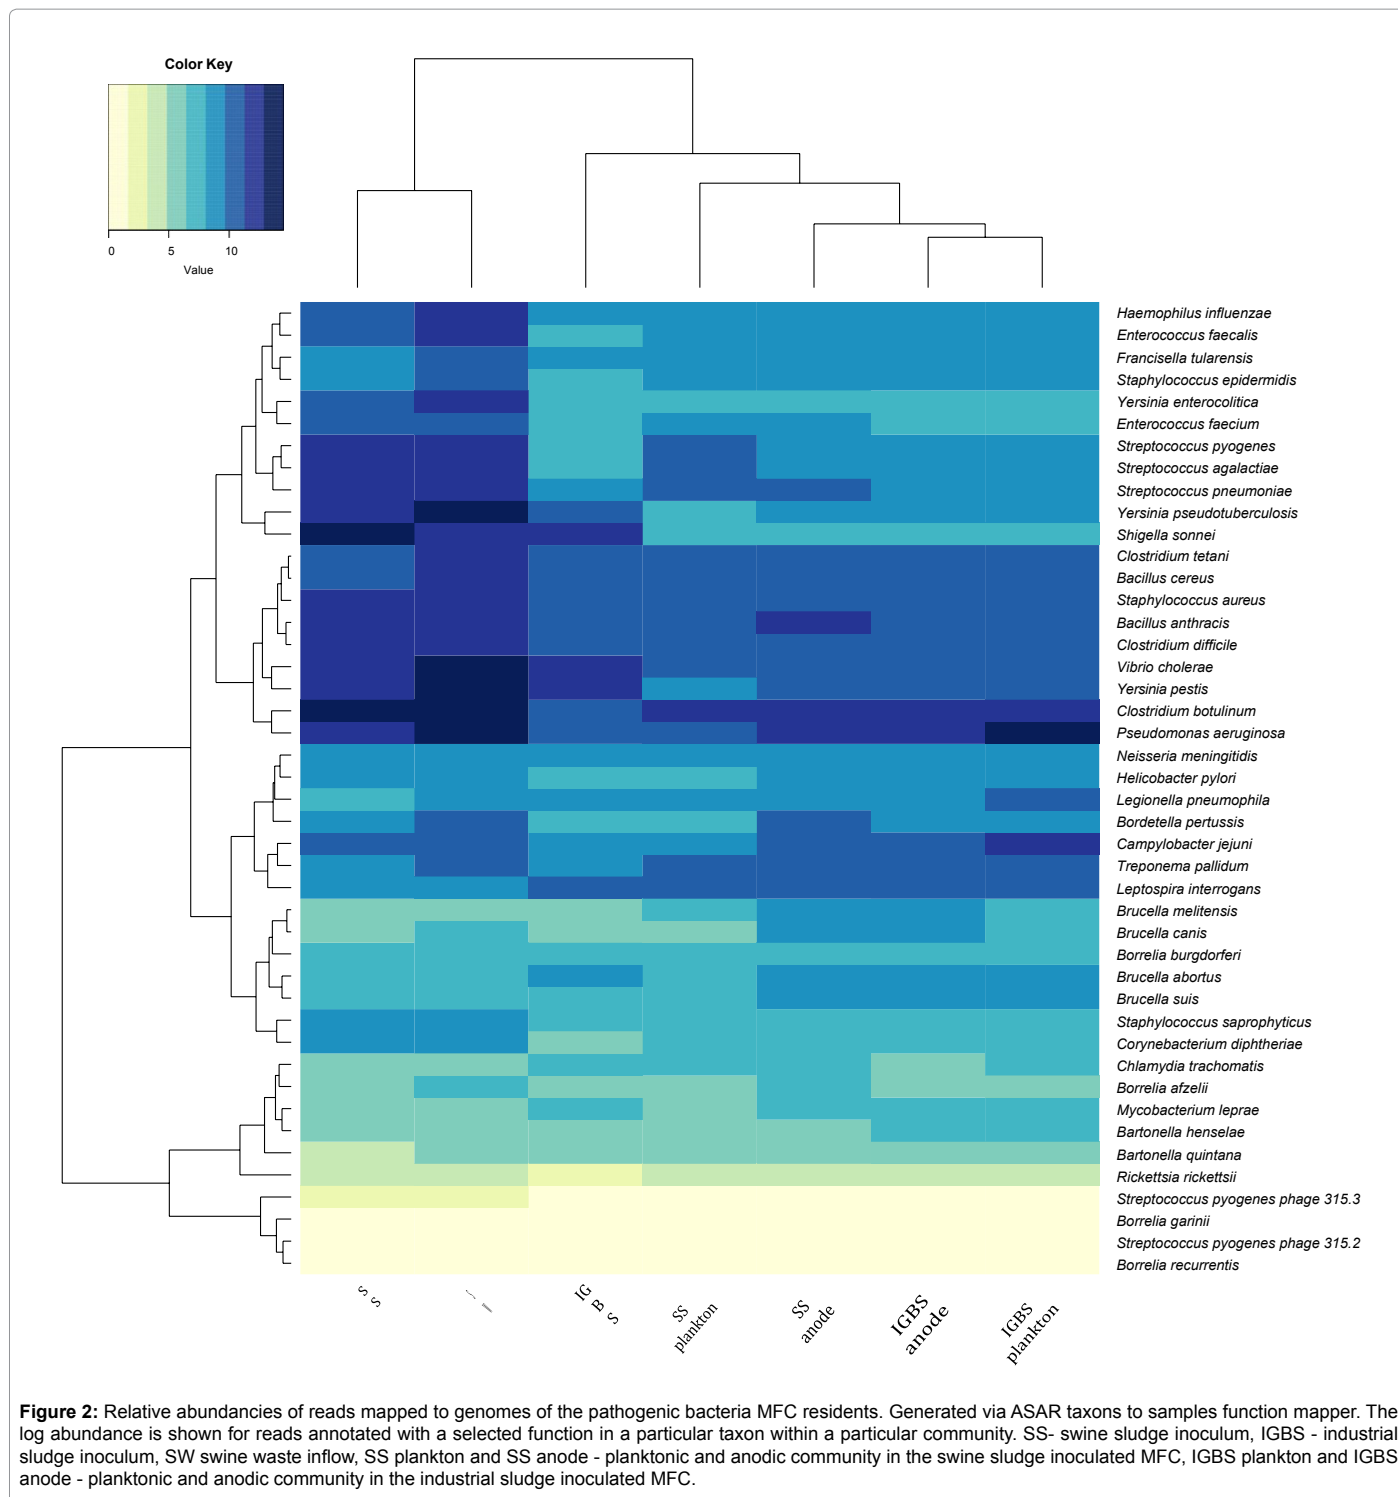 Color Key
0 5 10
Value
Haemophilus influenzae
Enterococcus faecalis
Francisella tularensis
Staphylococcus epidermidis
Yersinia enterocolitica
Enterococcus faecium
Streptococcus pyogenes
Streptococcus agalactiae
Streptococcus pneumoniae
Yersinia pseudotuberculosis
Shigella sonnei
Clostridium tetani
Bacillus cereus
Staphylococcus aureus
Bacillus anthracis
Clostridium difficile
Vibrio cholerae
Yersinia pestis
Clostridium botulinum
Pseudomonas aeruginosa
Neisseria meningitidis
Helicobacter pylori
Legionella pneumophila
Bordetella pertussis
Campylobacter jejuni
Treponema pallidum
Leptospira interrogans
Brucella melitensis
Brucella canis
Borrelia burgdorferi
Brucella abortus
Brucella suis
Staphylococcus saprophyticus
Corynebacterium diphtheriae
Chlamydia trachomatis
Borrelia afzelii
Mycobacterium leprae
Bartonella henselae
Bartonella quintana
Rickettsia rickettsii
Streptococcus pyogenes phage 315.3
Borrelia garinii
Streptococcus pyogenes phage 315.2
Borrelia recurrentis
S
S
IG
B
S
SS
plankton
SS
anode
IGBS
anode
IGBS
plankton
Figure 2: Relative abundancies of reads mapped to genomes of the pathogenic bacteria MFC residents. Generated via ASAR taxons to samples function mapper. The
log abundance is shown for reads annotated with a selected function in a particular taxon within a particular community. SS- swine sludge inoculum, IGBS - industrial
sludge inoculum, SW swine waste inflow, SS plankton and SS anode - planktonic and anodic community in the swine sludge inoculated MFC, IGBS plankton and IGBS
anode - planktonic and anodic community in the industrial sludge inoculated MFC.